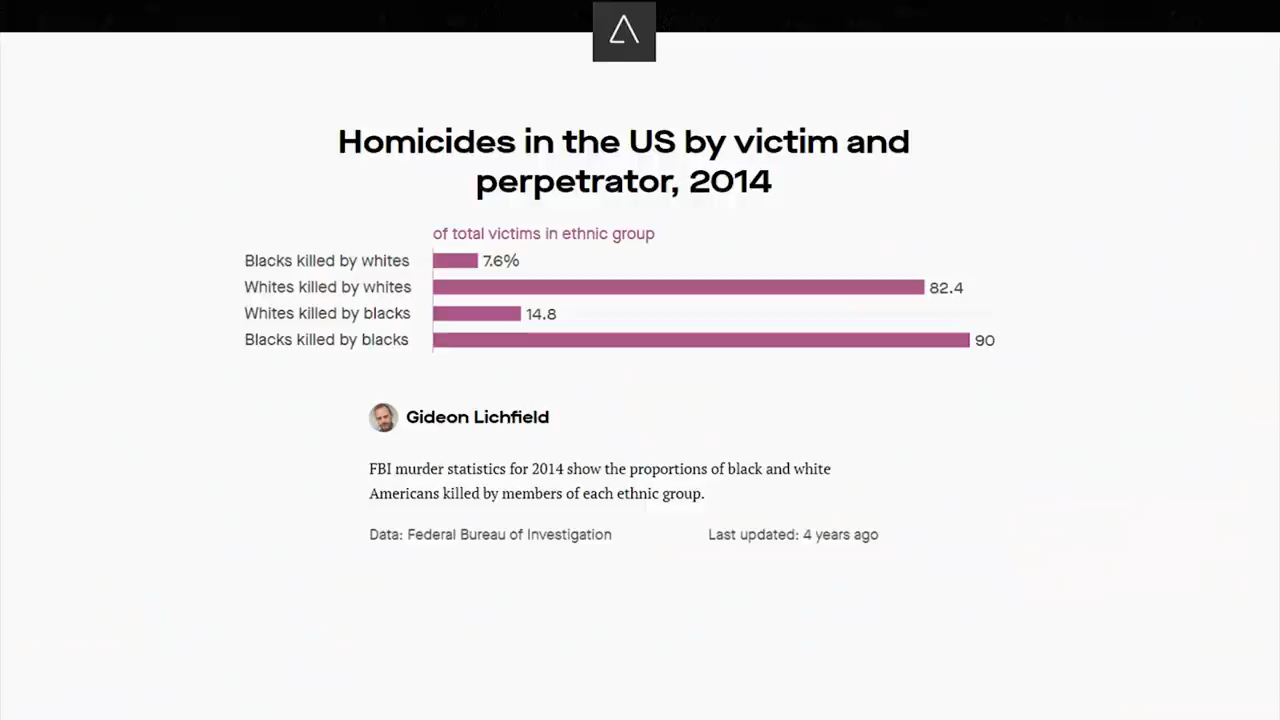 Homicides in the US by victim and
perpetrator, 2014
of total victims in ethnic group
Blacks killed by whites 7.6%
Whites killed by whites 82.4
Whites killed by blacks 14.8
Blacks killed by blacks 90
Gideon Lichfield
FBI murder statistics for 2014 show the proportions of black and white
Americans killed by members of each ethnic group.
Data: Federal Bureau of Investigation Last updated: 4 years ago